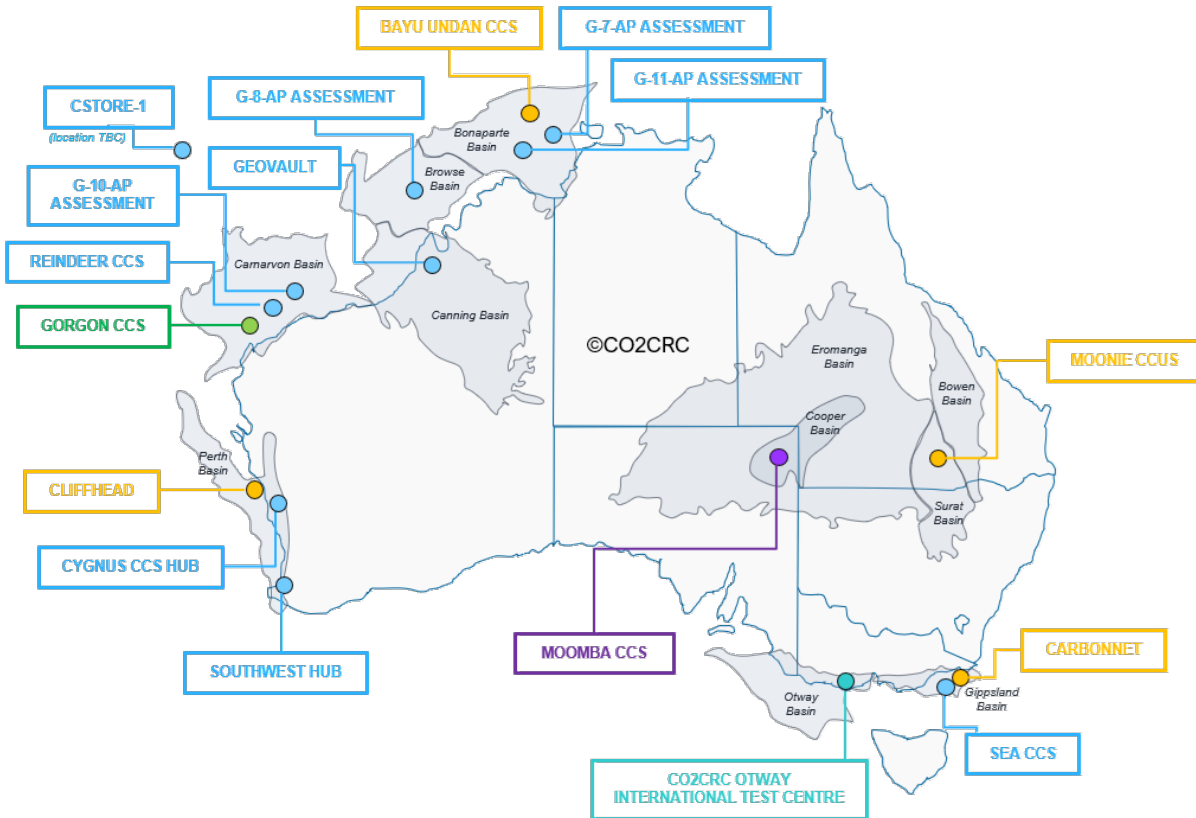 BAYU UNDAN CCS
G-7-AP ASSESSMENT
G-11-AP ASSESSMENT
G-8-AP ASSESSMENT
CSTORE-1
(location TBC)
Bonaparte
Basin
GEOVAULT
Browse
Basin
G-10-AP
ASSESSMENT
REINDEER CCS
Carnarvon Basin
GORGON CCS
Canning Basin
©CO2CRC
Eromanga
Basin
MOONIE CCUS
Bowen
Basin
Cooper
Basin
Perth
Basin
CLIFFHEAD
Surat
Basin
CYGNUS CCS HUB
MOOMBA CCS
CARBONNET
SOUTHWEST HUB
Otway
Basin
Gippsland
Basin
SEA CCS
CO2CRC OTWAY
INTERNATIONAL TEST CENTRE